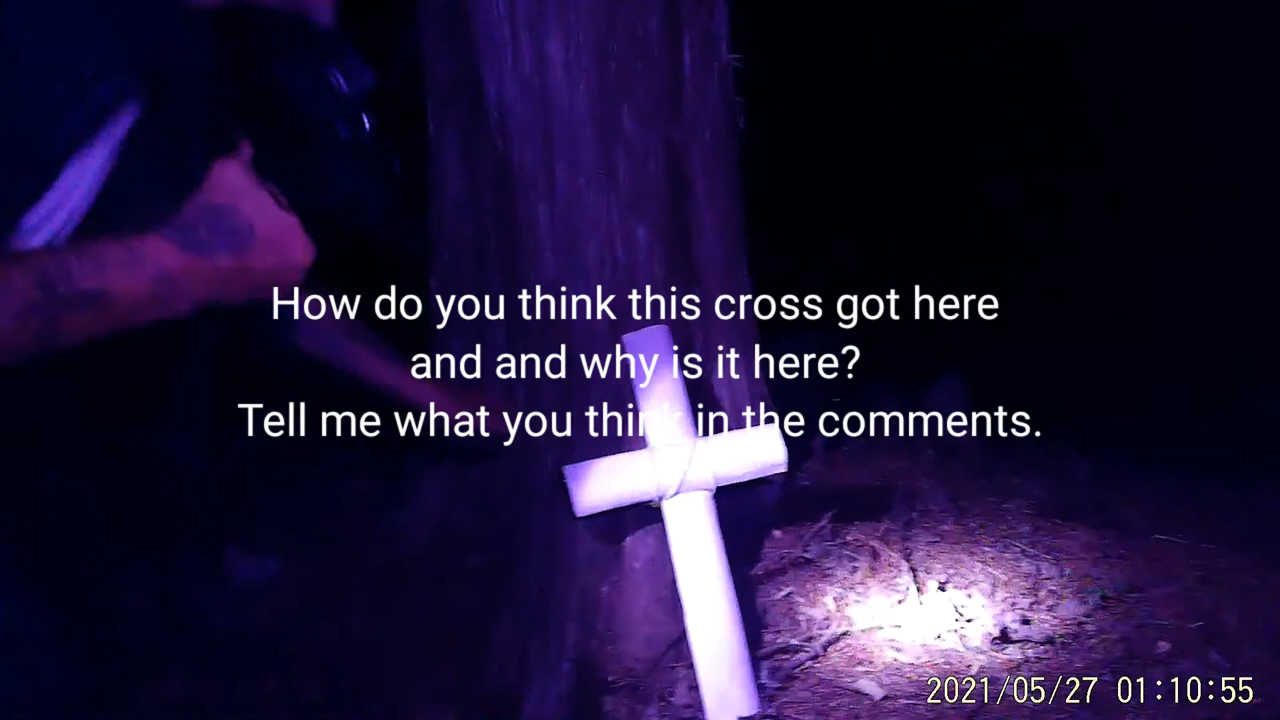 How do you think this cross got here
and and why is it here?
Tell me what you think in the comments.
2021/05/27 01:10:55